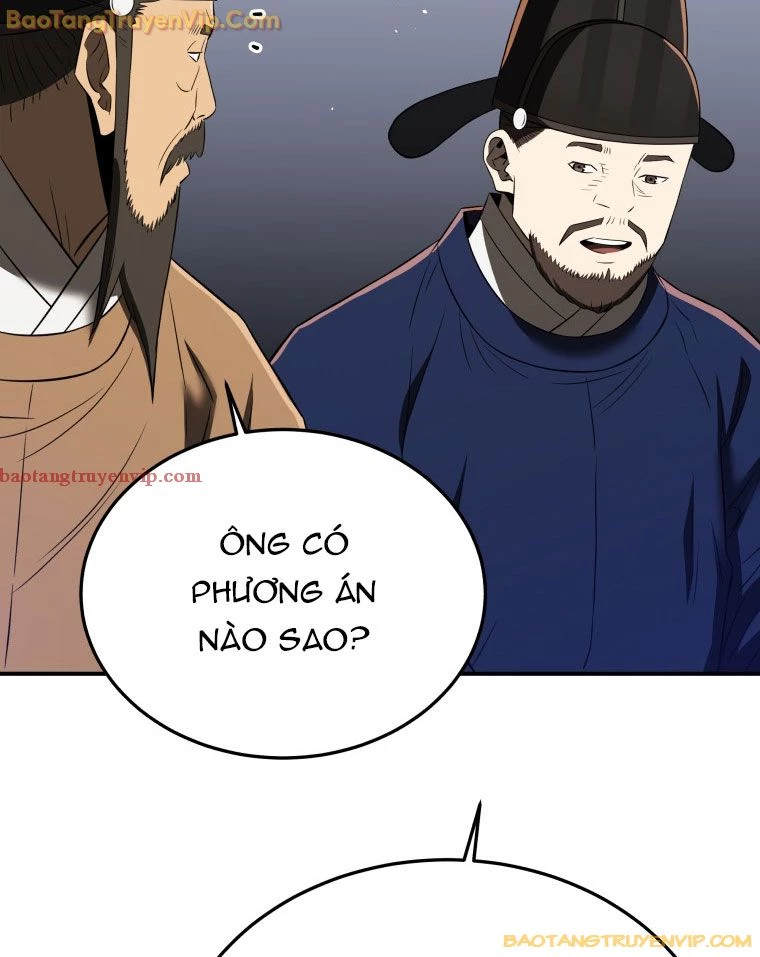 BaoTangTruyenVip.Com
baotangtruyenvip.com
ÔNG CÓ
PHƯƠNG ÁN
NÀO SAO?
BAOTANGTRUYENVIP.COM